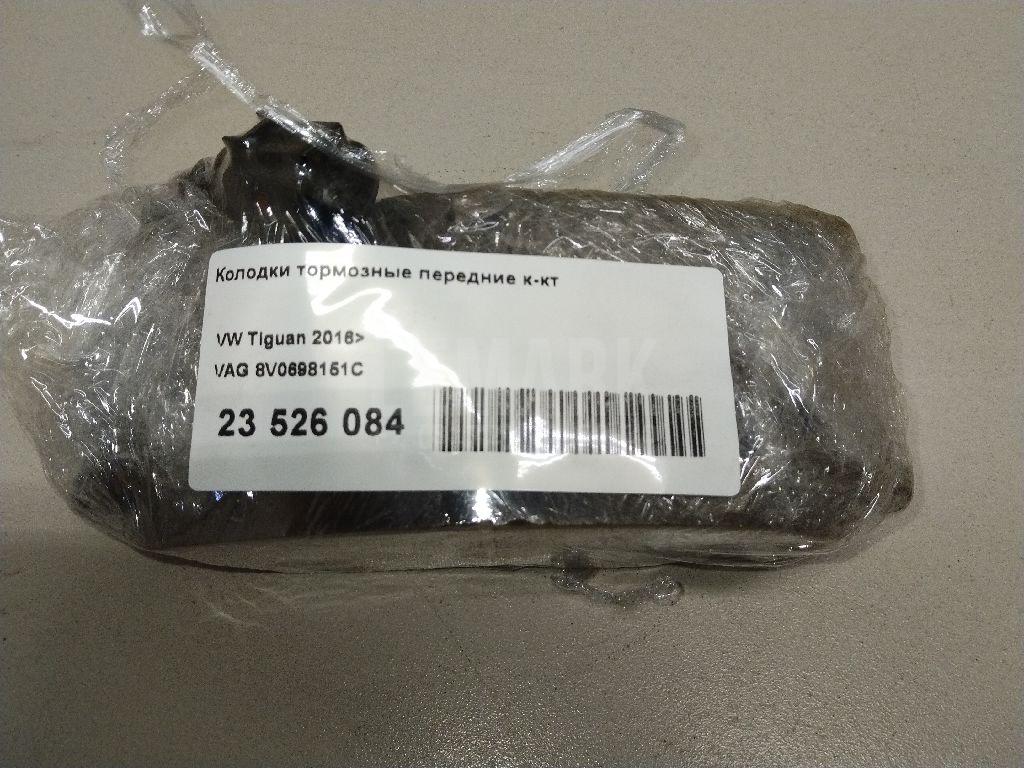 Колодки тормозные передние к-кт
VW Tiguan 2016>
VAG 8V0698151C
23 526 084